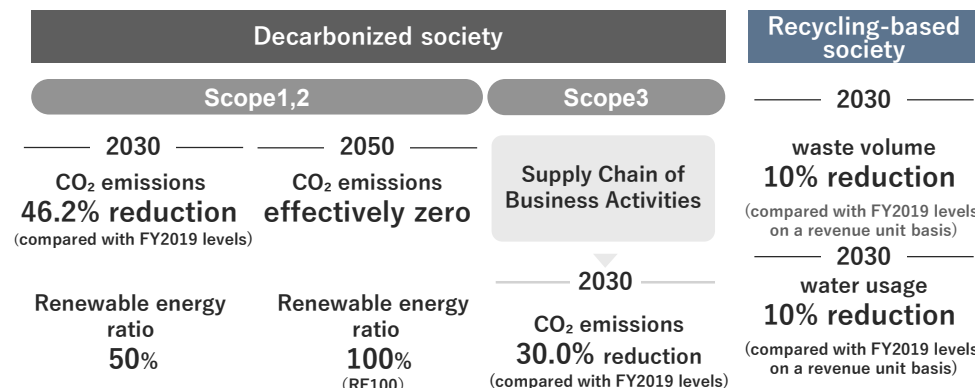 Decarbonized society
Scope1,2
2030
CO₂ emissions
46.2% reduction
(compared with FY2019 levels)
Renewable energy
ratio
50%
2050
CO₂ emissions
effectively zero
Renewable energy
ratio
100%
(RE100)
Scope3
Supply Chain of
Business Activities
2030
CO₂ emissions
30.0% reduction
(compared with FY2019 levels)
Recycling-based
society
2030
waste volume
10% reduction
(compared with FY2019 levels
on a revenue unit basis)
2030
water usage
10% reduction
(compared with FY2019 levels
on a revenue unit basis)